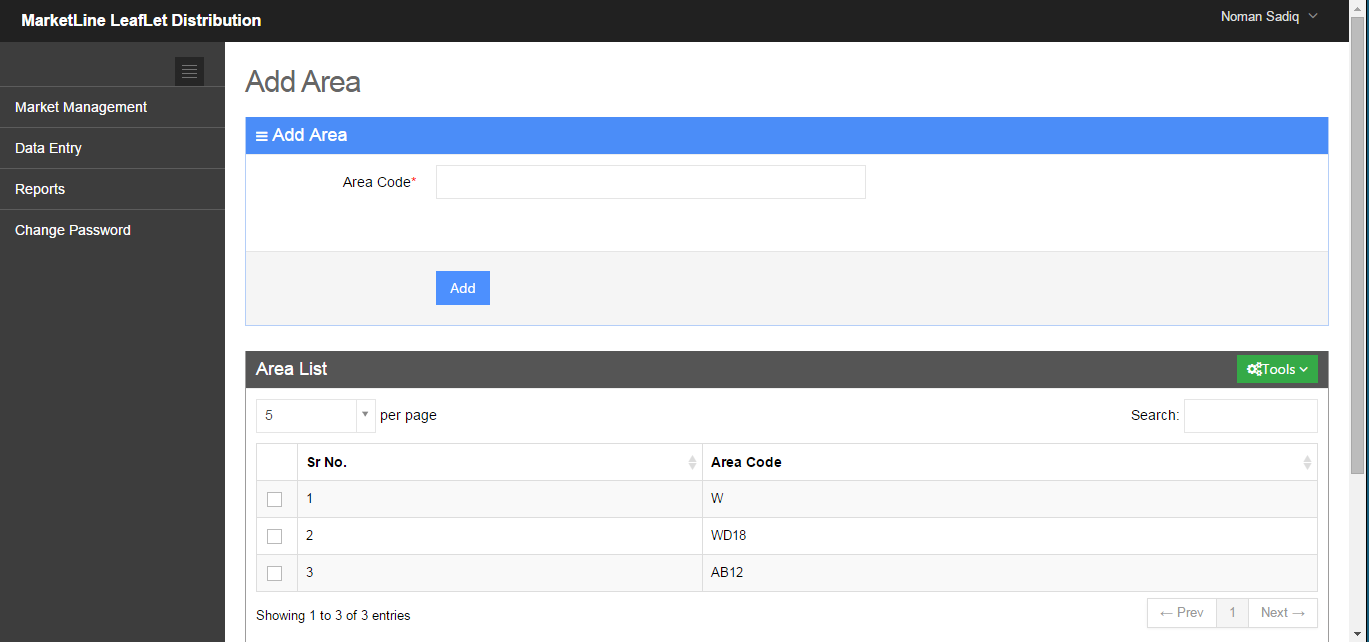 MarketLine LeafLet Distribution
Noman Sadiq
Market Management
Data Entry
Reports
Change Password
Add Area
Add Area
Area Code*
Add
Area List
Tools
5 per page
Search:
Sr No. Area Code
1 W
2 WD18
3 AB12
Showing 1 to 3 of 3 entries
← Prev 1 Next →